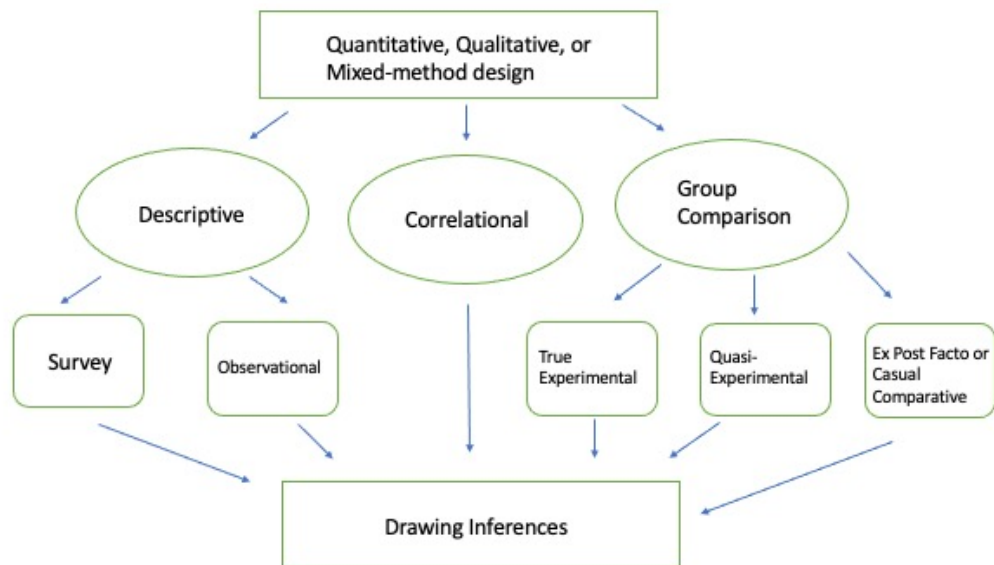 Quantitative, Qualitative, or
Mixed-method design
Descriptive
Correlational
Group
Comparison
Survey
Observational
True
Experimental
Quasi-
Experimental
Ex Post Facto or
Casual
Comparative
Drawing Inferences